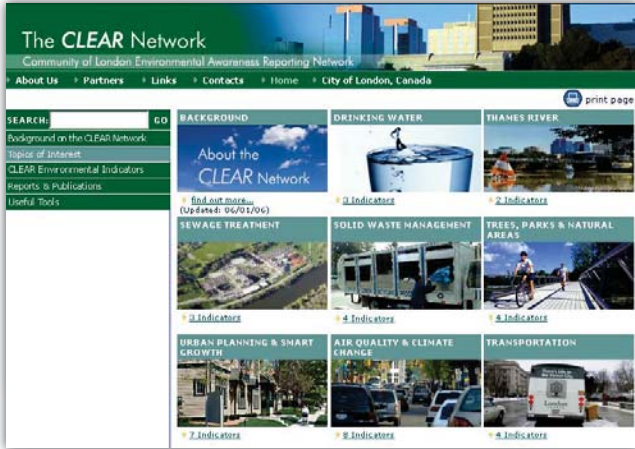 The CLEAR Network
Community of London Environmental Awareness Reporting Network
About Us Partners Links Contacts Home City of London, Canada
print page
SEARCH: GO
Background on the CLEAR Network
Topics of Interest
CLEAR Environmental Indicators
Reports & Publications
Useful Tools
BACKGROUND
About the
CLEAR Network
find out more...
(Updated: 06/01/06)
DRINKING WATER
3 Indicators
THAMES RIVER
2 Indicators
SEWAGE TREATMENT
3 Indicators
SOLID WASTE MANAGEMENT
4 Indicators
TREES, PARKS & NATURAL
AREAS
4 Indicators
URBAN PLANNING & SMART
GROWTH
7 Indicators
AIR QUALITY & CLIMATE
CHANGE
8 Indicators
TRANSPORTATION
London
4 Indicators